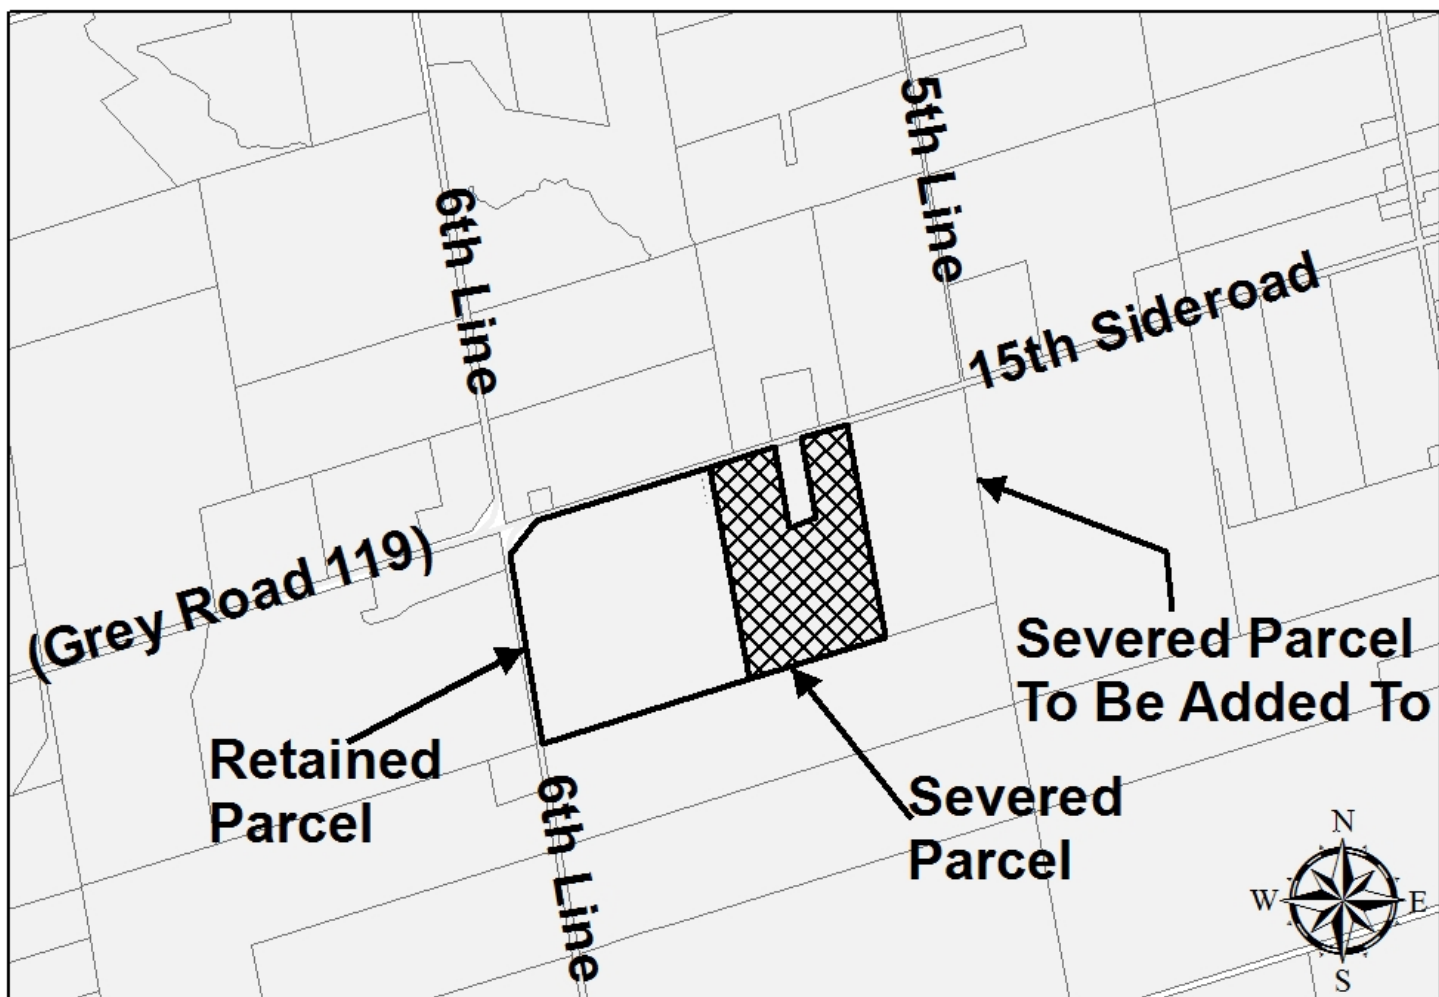 5th Line
6th Line
15th Sideroad
(Grey Road 119)
Severed Parcel
To Be Added To
Retained
Parcel
Severed
Parcel
6th Line
N
W
E
S